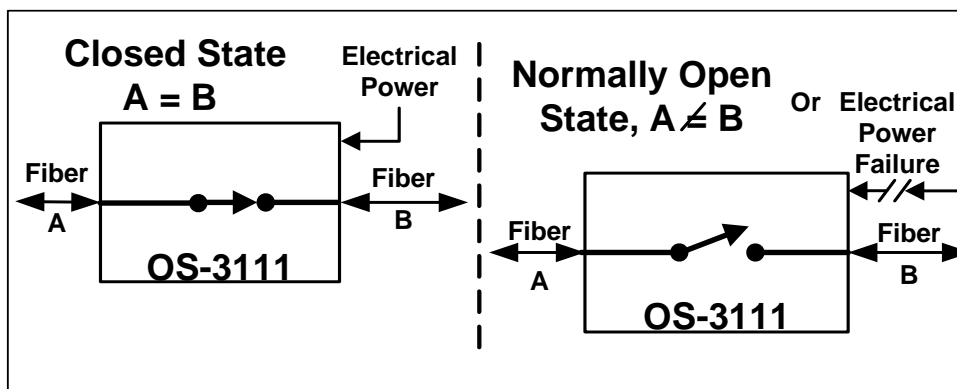 Closed State
A = B
Electrical
Power
Fiber
A
Fiber
B
OS-3111
Normally Open
State, A ≠ B
Or Electrical
Power
Failure
Fiber
A
Fiber
B
OS-3111